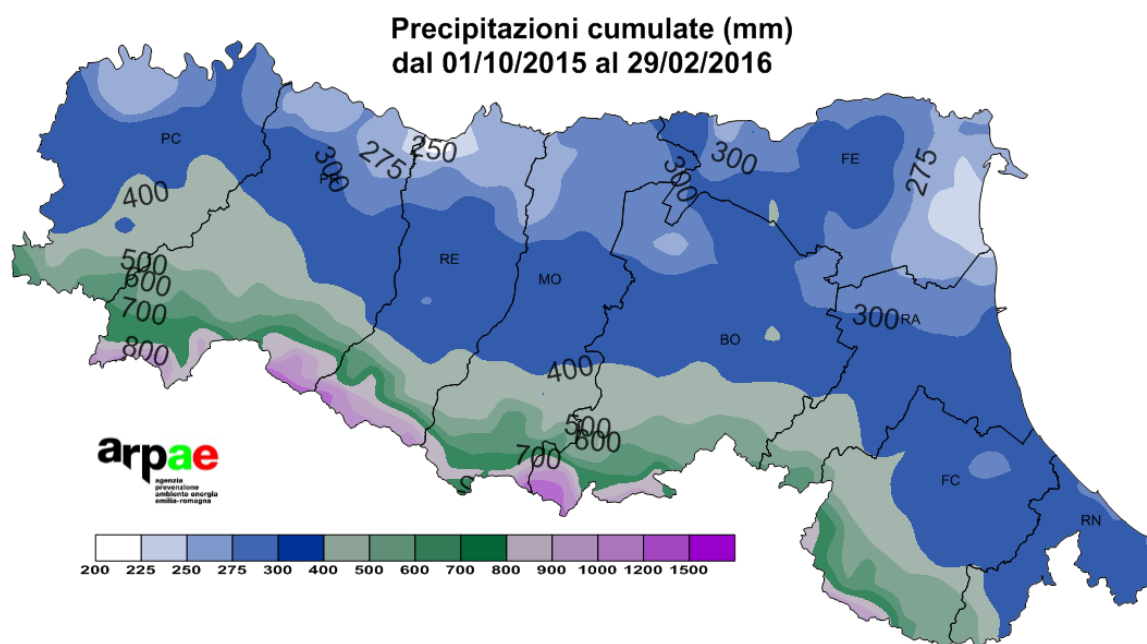 Precipitazioni cumulate (mm)
dal 01/10/2015 al 29/02/2016
PC
400
500
600
700
800
300
275
250
RE
MO
300
300
FE
275
300
RA
BO
400
500
600
700
FC
RN
arpae
agenzia
prevenzione
ambiente energia
emilia-romagna
200 225 250 275 300 400 500 600 700 800 900 1000 1200 1500